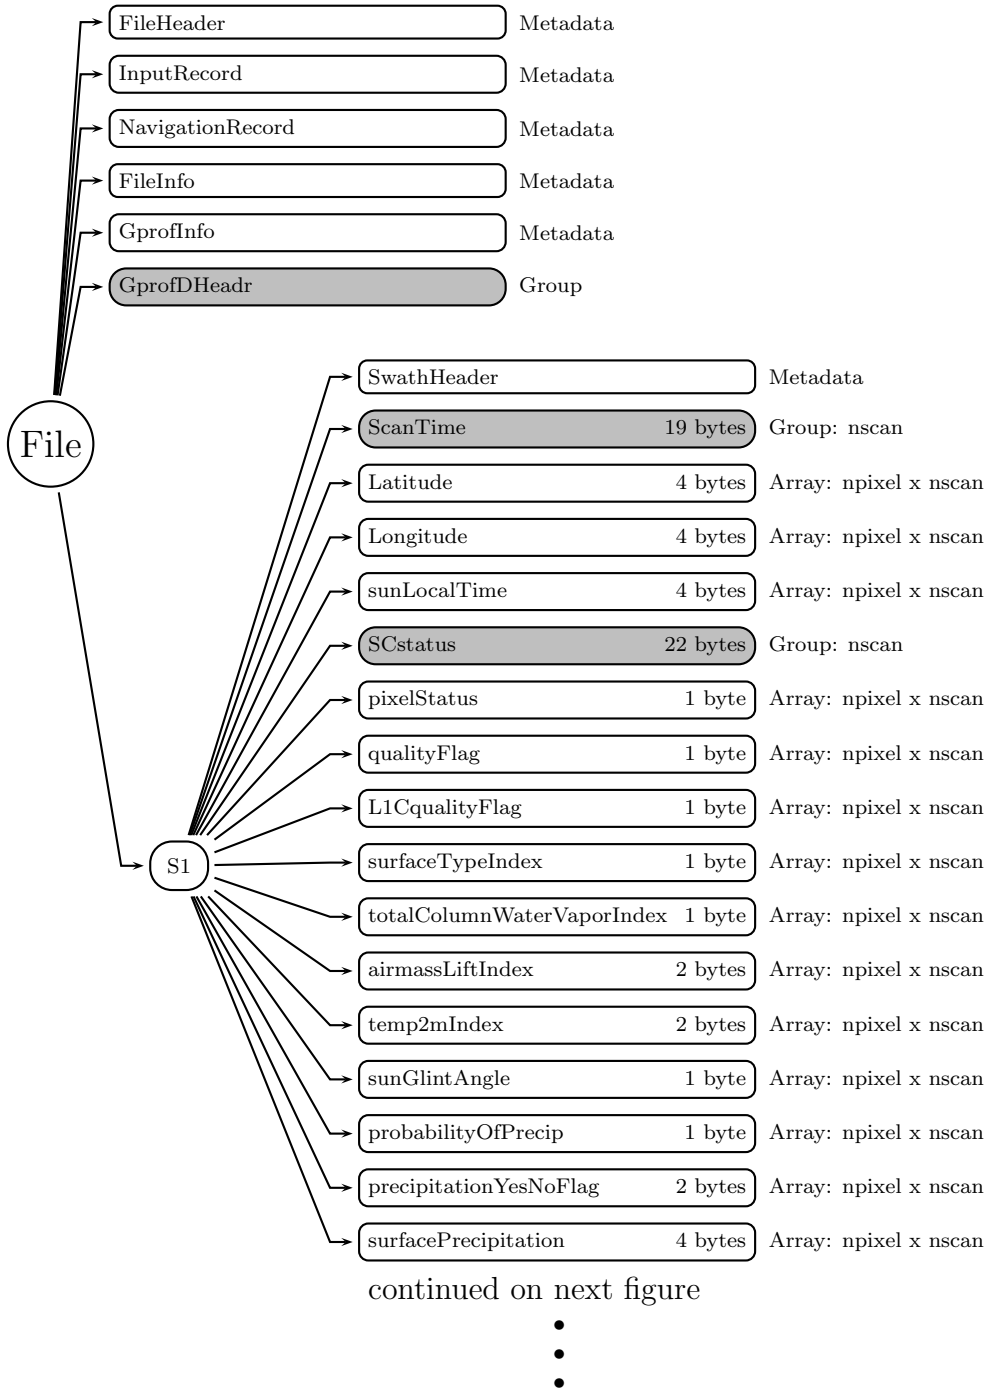 FileHeader Metadata
InputRecord Metadata
NavigationRecord Metadata
FileInfo Metadata
GprofInfo Metadata
GprofDHeadr Group
File
SwathHeader Metadata
ScanTime 19 bytes Group: nscan
Latitude 4 bytes Array: npixel x nscan
Longitude 4 bytes Array: npixel x nscan
sunLocalTime 4 bytes Array: npixel x nscan
SCstatus 22 bytes Group: nscan
pixelStatus 1 byte Array: npixel x nscan
qualityFlag 1 byte Array: npixel x nscan
L1CqualityFlag 1 byte Array: npixel x nscan
S1
surfaceTypeIndex 1 byte Array: npixel x nscan
totalColumnWaterVaporIndex 1 byte Array: npixel x nscan
airmassLiftIndex 2 bytes Array: npixel x nscan
temp2mIndex 2 bytes Array: npixel x nscan
sunGlintAngle 1 byte Array: npixel x nscan
probabilityOfPrecip 1 byte Array: npixel x nscan
precipitationYesNoFlag 2 bytes Array: npixel x nscan
surfacePrecipitation 4 bytes Array: npixel x nscan
continued on next figure